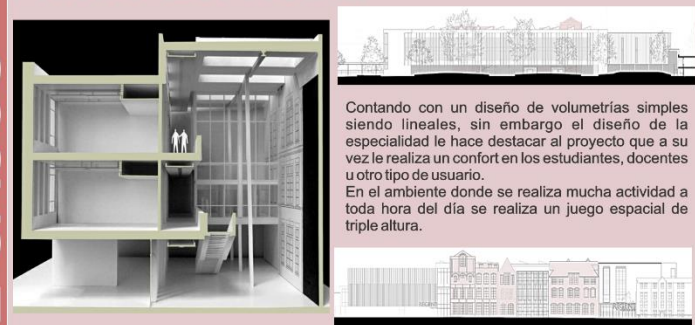 Contando con un diseño de volumetrías simples
siendo lineales, sin embargo el diseño de la
especialidad le hace destacar al proyecto que a su
vez le realiza un confort en los estudiantes, docentes
u otro tipo de usuario.
En el ambiente donde se realiza mucha actividad a
toda hora del día se realiza un juego espacial de
triple altura.